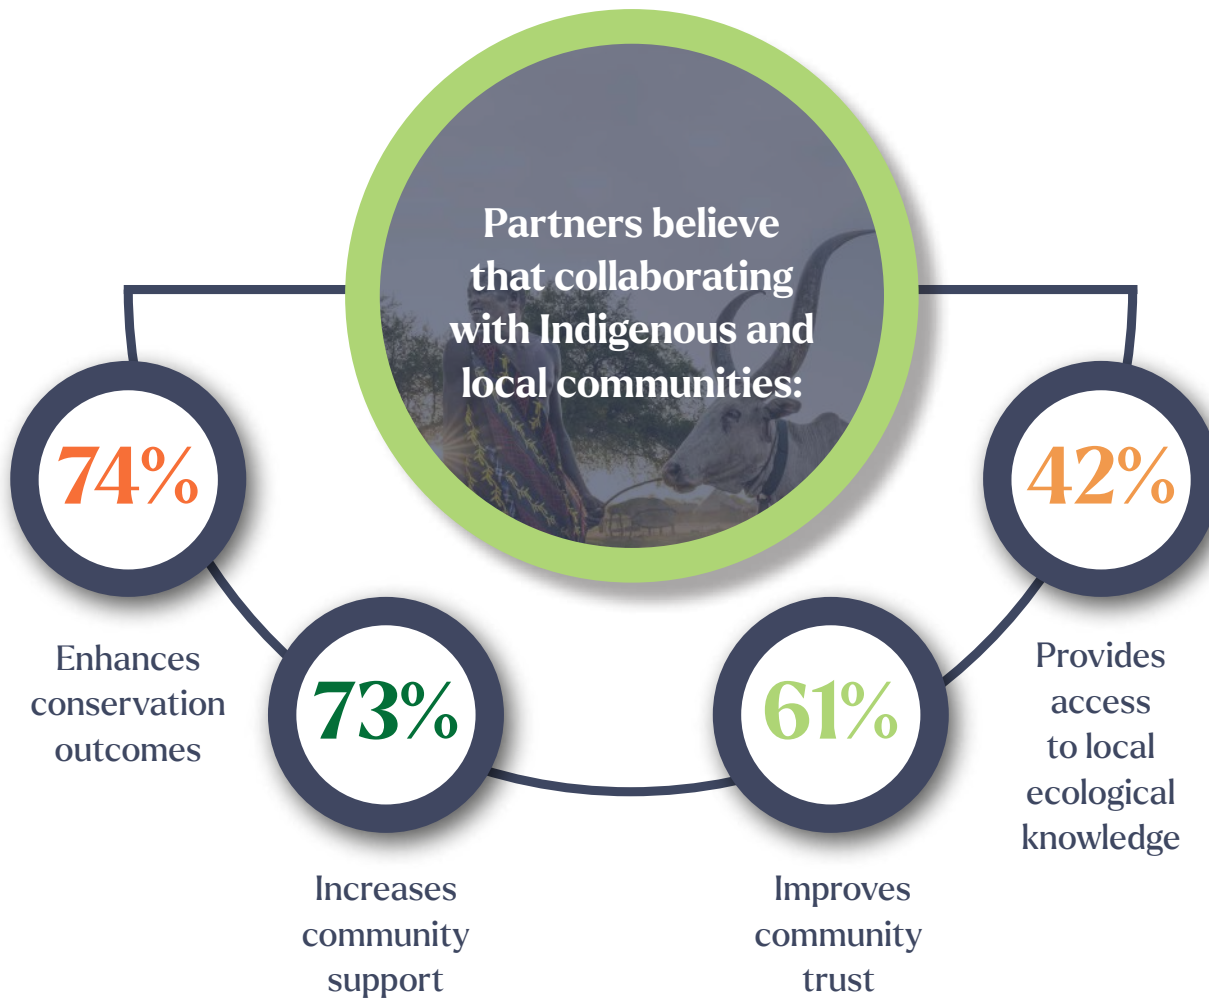 Partners believe
that collaborating
with Indigenous and
local communities:
74%
Enhances
conservation
outcomes
73%
Increases
community
support
61%
Improves
community
trust
42%
Provides
access
to local
ecological
knowledge